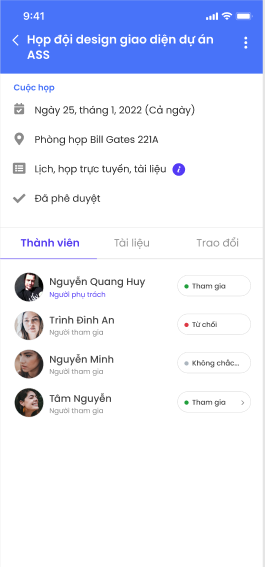 9:41
Họp đội design giao diện dự án
ASS
Cuộc họp
Ngày 25, tháng 1, 2022 (Cả ngày)
Phòng họp Bill Gates 221A
Lịch, họp trực tuyến, tài liệu
Đã phê duyệt
Thành viên
Tài liệu
Trao đổi
Nguyễn Quang Huy
Người phụ trách
Tham gia
Trình Đình An
Người tham gia
Từ chối
Nguyễn Minh
Người tham gia
Không chắc...
Tâm Nguyễn
Người tham gia
Tham gia